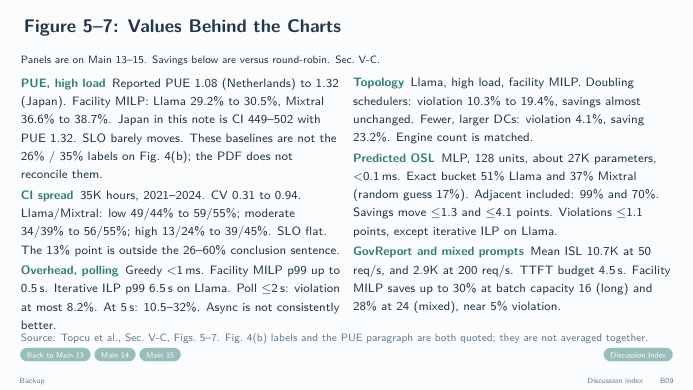 Figure 5–7: Values Behind the Charts
Panels are on Main 13–15. Savings below are versus round-robin. Sec. V-C.
PUE, high load Reported PUE 1.08 (Netherlands) to 1.32
(Japan). Facility MILP: Llama 29.2% to 30.5%, Mixtral
36.6% to 38.7%. Japan in this note is CI 449–502 with
PUE 1.32. SLO barely moves. These baselines are not the
26% / 35% labels on Fig. 4(b); the PDF does not
reconcile them.
CI spread 35K hours, 2021–2024. CV 0.31 to 0.94.
Llama/Mixtral: low 49/44% to 59/55%; moderate
34/39% to 56/55%; high 13/24% to 39/45%. SLO flat.
The 13% point is outside the 26–60% conclusion sentence.
Overhead, polling Greedy <1 ms. Facility MILP p99 up to
0.5 s. Iterative ILP p99 6.5 s on Llama. Poll ≤2 s: violation
at most 8.2%. At 5 s: 10.5–32%. Async is not consistently
better.
Topology Llama, high load, facility MILP. Doubling
schedulers: violation 10.3% to 19.4%, savings almost
unchanged. Fewer, larger DCs: violation 4.1%, saving
23.2%. Engine count is matched.
Predicted OSL MLP, 128 units, about 27K parameters,
<0.1 ms. Exact bucket 51% Llama and 37% Mixtral
(random guess 17%). Adjacent included: 99% and 70%.
Savings move ≤1.3 and ≤4.1 points. Violations ≤1.1
points, except iterative ILP on Llama.
GovReport and mixed prompts Mean ISL 10.7K at 50
req/s, and 2.9K at 200 req/s. TTFT budget 4.5 s. Facility
MILP saves up to 30% at batch capacity 16 (long) and
28% at 24 (mixed), near 5% violation.
Source: Topcu et al., Sec. V-C, Figs. 5–7. Fig. 4(b) labels and the PUE paragraph are both quoted; they are not averaged together.
Back to Main 13 Main 14 Main 15 Discussion Index
Backup Discussion index B09